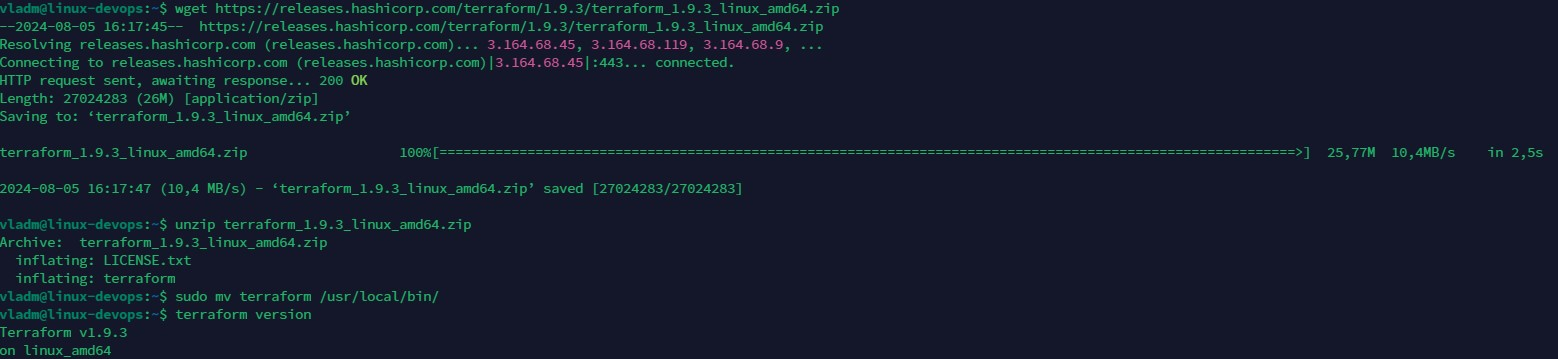 vladm@linux-devops:~$ wget https://releases.hashicorp.com/terraform/1.9.3/terraform_1.9.3_linux_amd64.zip
--2024-08-05 16:17:45--  https://releases.hashicorp.com/terraform/1.9.3/terraform_1.9.3_linux_amd64.zip
Resolving releases.hashicorp.com (releases.hashicorp.com)... 3.164.68.45, 3.164.68.119, 3.164.68.9, ...
Connecting to releases.hashicorp.com (releases.hashicorp.com)|3.164.68.45|:443... connected.
HTTP request sent, awaiting response... 200 OK
Length: 27024283 (26M) [application/zip]
Saving to: ‘terraform_1.9.3_linux_amd64.zip’
terraform_1.9.3_linux_amd64.zip                   100%[===========================================================================================================>]  25,77M  10,4MB/s    in 2,5s
2024-08-05 16:17:47 (10,4 MB/s) - ‘terraform_1.9.3_linux_amd64.zip’ saved [27024283/27024283]
vladm@linux-devops:~$ unzip terraform_1.9.3_linux_amd64.zip
Archive:  terraform_1.9.3_linux_amd64.zip
  inflating: LICENSE.txt
  inflating: terraform
vladm@linux-devops:~$ sudo mv terraform /usr/local/bin/
vladm@linux-devops:~$ terraform version
Terraform v1.9.3
on linux_amd64